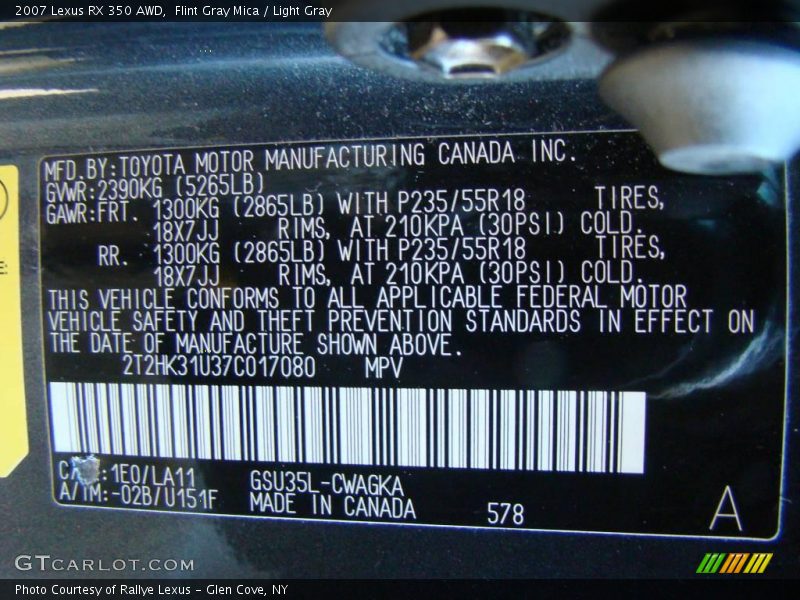 2007 Lexus RX 350 AWD,  Flint Gray Mica / Light Gray
MFD.BY:TOYOTA MOTOR MANUFACTURING CANADA INC.
GVWR:2390KG (5265LB)
GAWR:FRT. 1300KG (2865LB) WITH P235/55R18 TIRES,
18X7JJ RIMS, AT 210KPA (30PSI) COLD.
RR. 1300KG (2865LB) WITH P235/55R18 TIRES,
18X7JJ RIMS, AT 210KPA (30PSI) COLD.
THIS VEHICLE CONFORMS TO ALL APPLICABLE FEDERAL MOTOR
VEHICLE SAFETY AND THEFT PREVENTION STANDARDS IN EFFECT ON
THE DATE OF MANUFACTURE SHOWN ABOVE.
2T2HK31U37C017080 MPV
:1E0/LA11 GSU35L-CWAGKA
A/TM:-02B/U151F MADE IN CANADA 578 A
GTCARLOT.COM
Photo Courtesy of Rallye Lexus - Glen Cove, NY